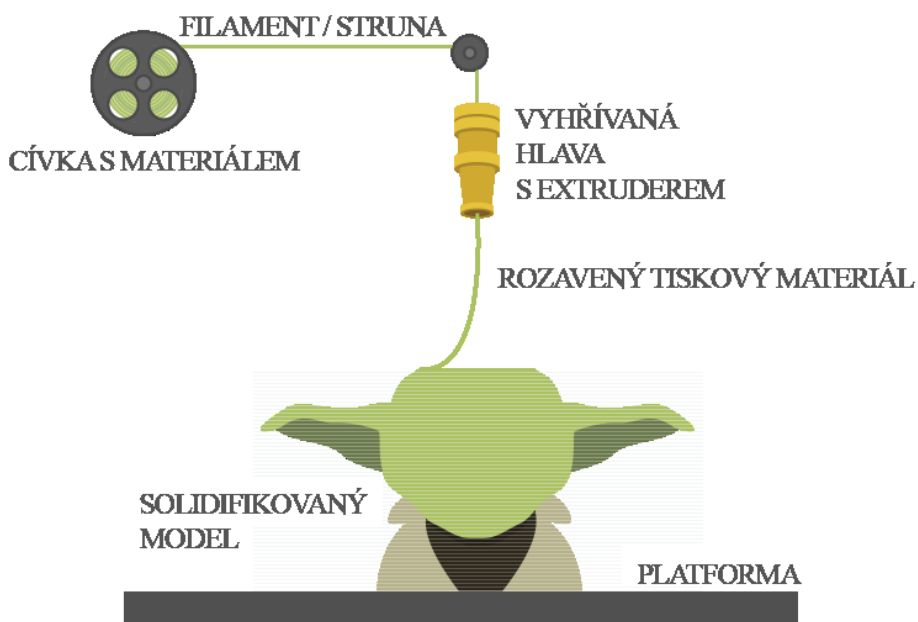 FILAMENT / STRUNA
CÍVKA S MATERIÁLEM
VYHŘÍVANÁ
HLAVA
S EXTRUDEREM
ROZAVENÝ TISKOVÝ MATERIÁL
SOLIDIFIKOVANÝ
MODEL
PLATFORMA